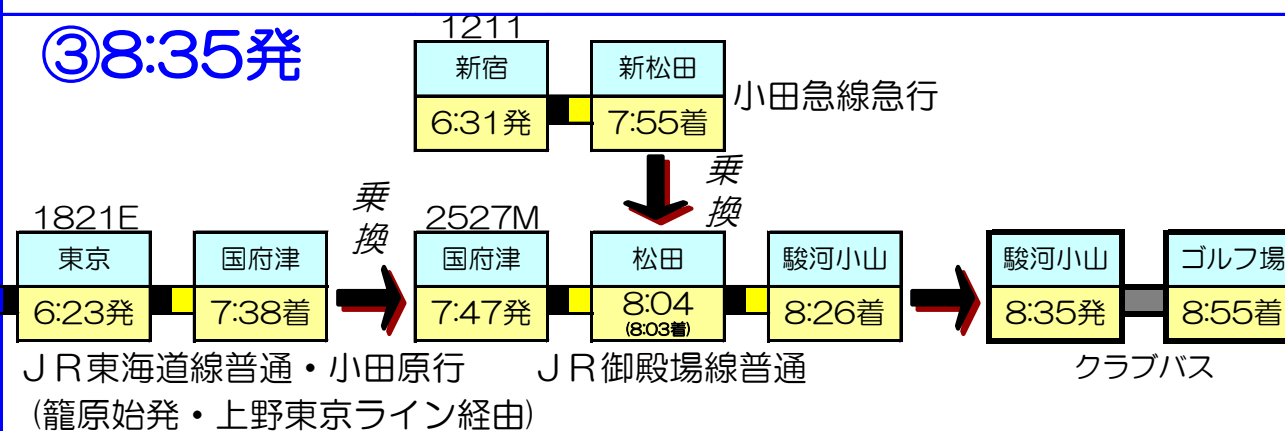 ③8:35発
1211
新宿 新松田
6:31発 7:55着
小田急線急行
乗換
1821E
東京 国府津
6:23発 7:38着
乗換
2527M
国府津 松田 駿河小山
7:47発 8:04 8:26着
(8:03着)
駿河小山 ゴルフ場
8:35発 8:55着
JR東海道線普通・小田原行 JR御殿場線普通 クラブバス
(籠原始発・上野東京ライン経由)